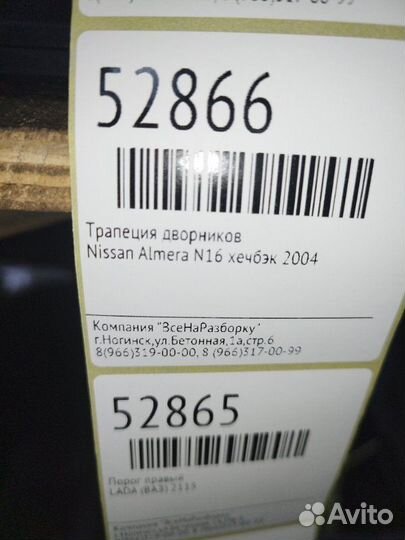 52866
Трапеция дворников
Nissan Almera N16 хечбэк 2004
Компания "ВсеНаРазборку"
г.Ногинск,ул.Бетонная,1а,стр.6
8(966)319-00-00, 8 (966)317-00-99
52865
Порог правый
LADA (ВАЗ) 2115
Avito